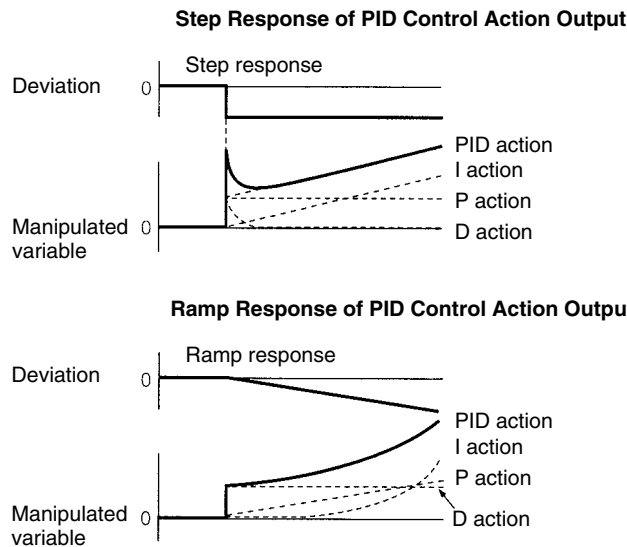 Step Response of PID Control Action Output
Step response
Deviation
0
PID action
I action
P action
Manipulated
variable
0
D action
Ramp Response of PID Control Action Outpu
Ramp response
Deviation
0
PID action
I action
P action
Manipulated
variable
0
D action